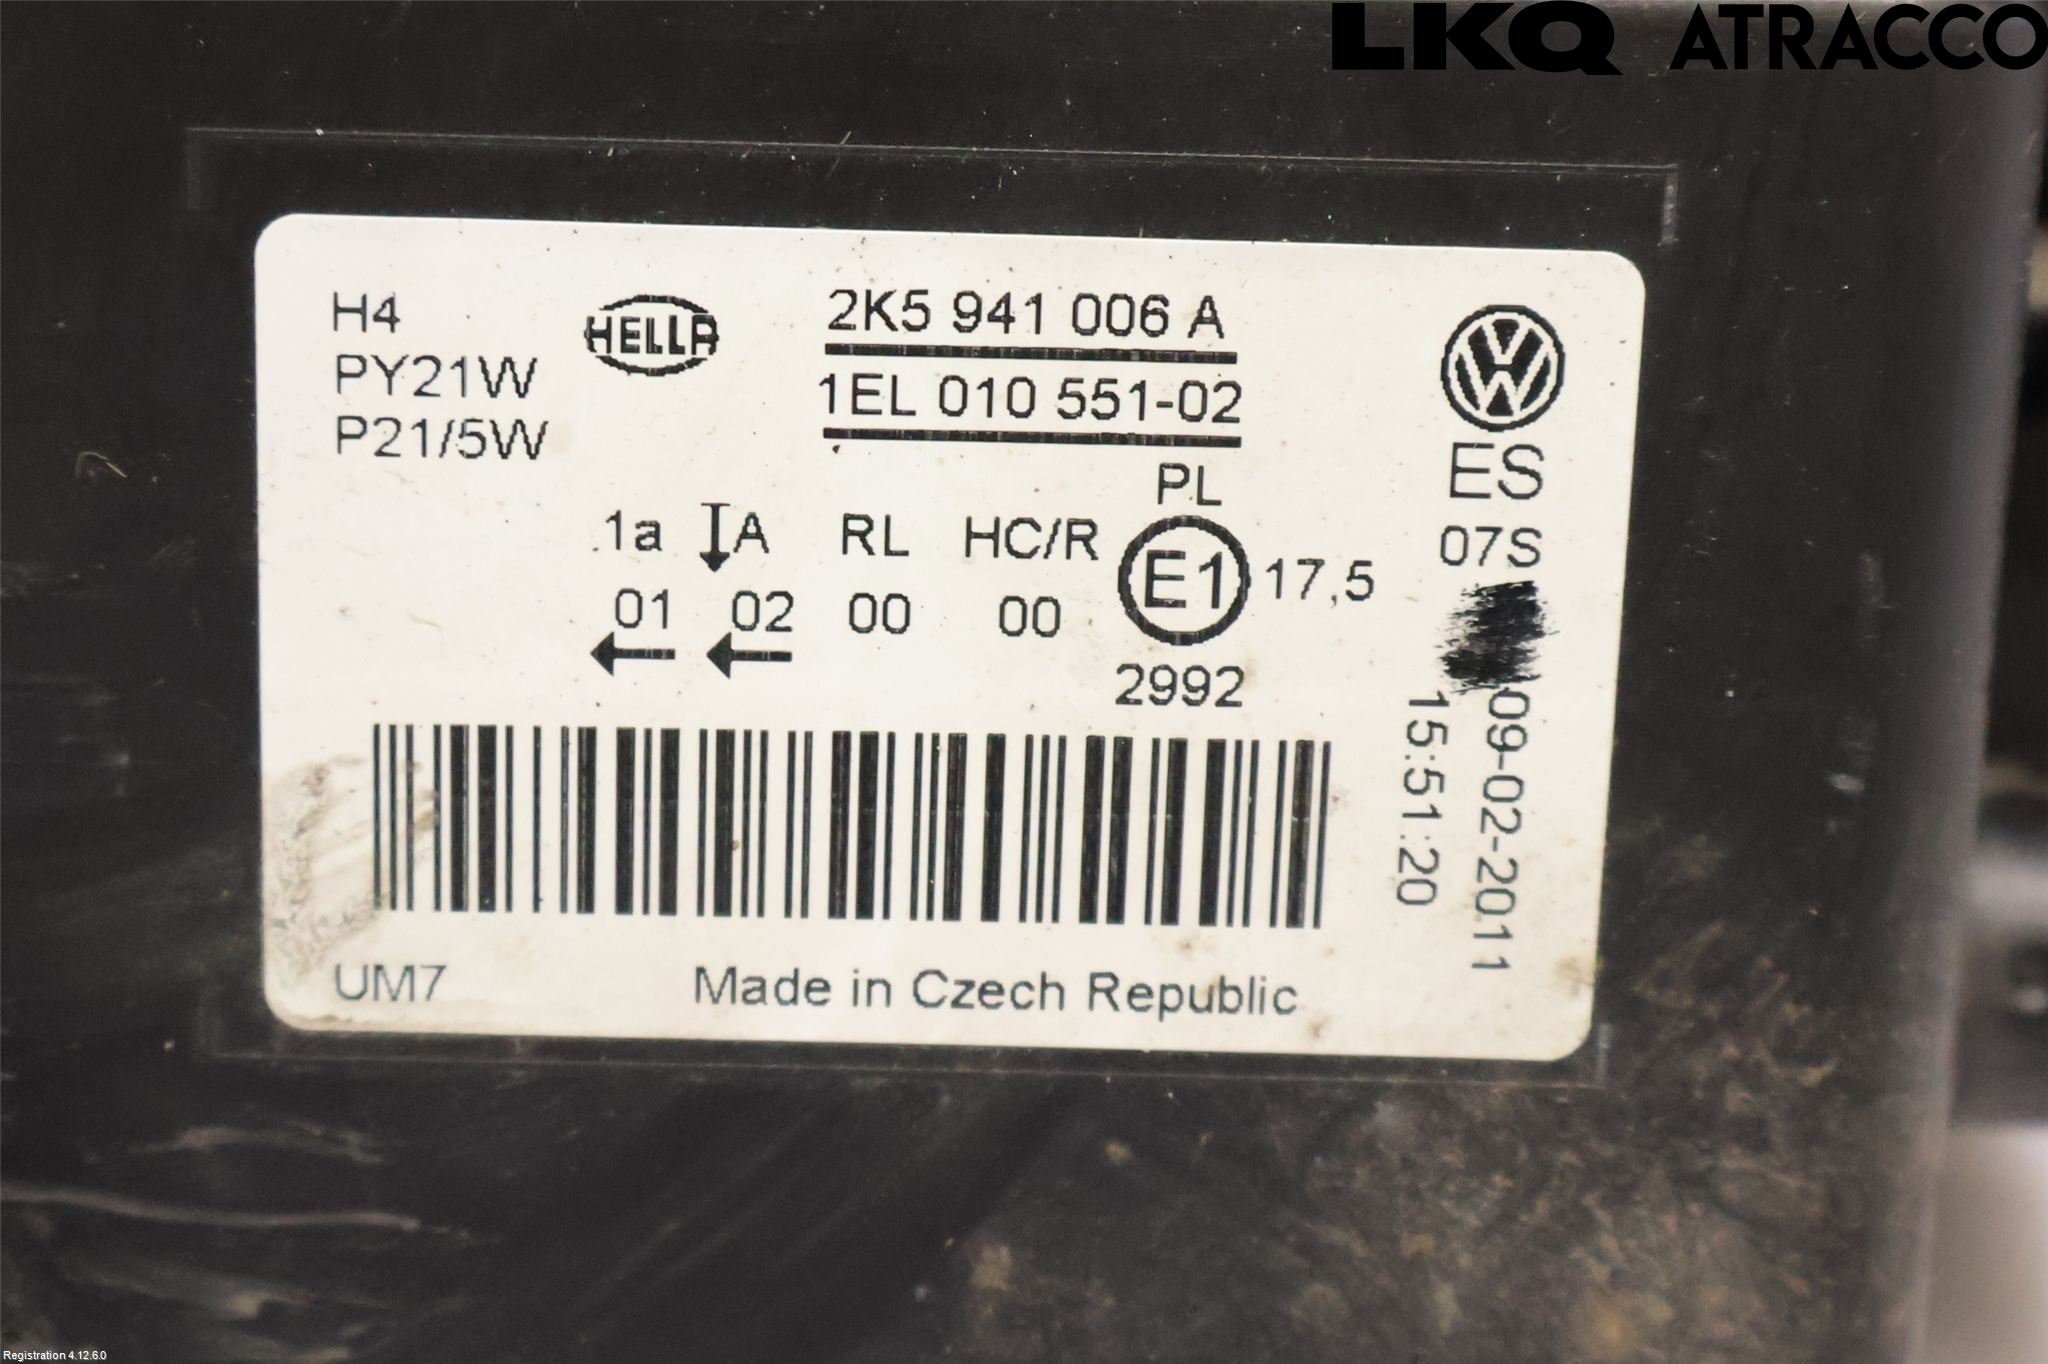 LKQ ATRACCO
H4
PY21W
P21/5W
HELLA
2K5 941 006 A
1EL 010 551-02
VW
ES
07S
PL
1a A RL HC/R E1 17,5
01 02 00 00
2992
09-02-2011
15:51:20
UM7 Made in Czech Republic
Registration 4.12.6.0